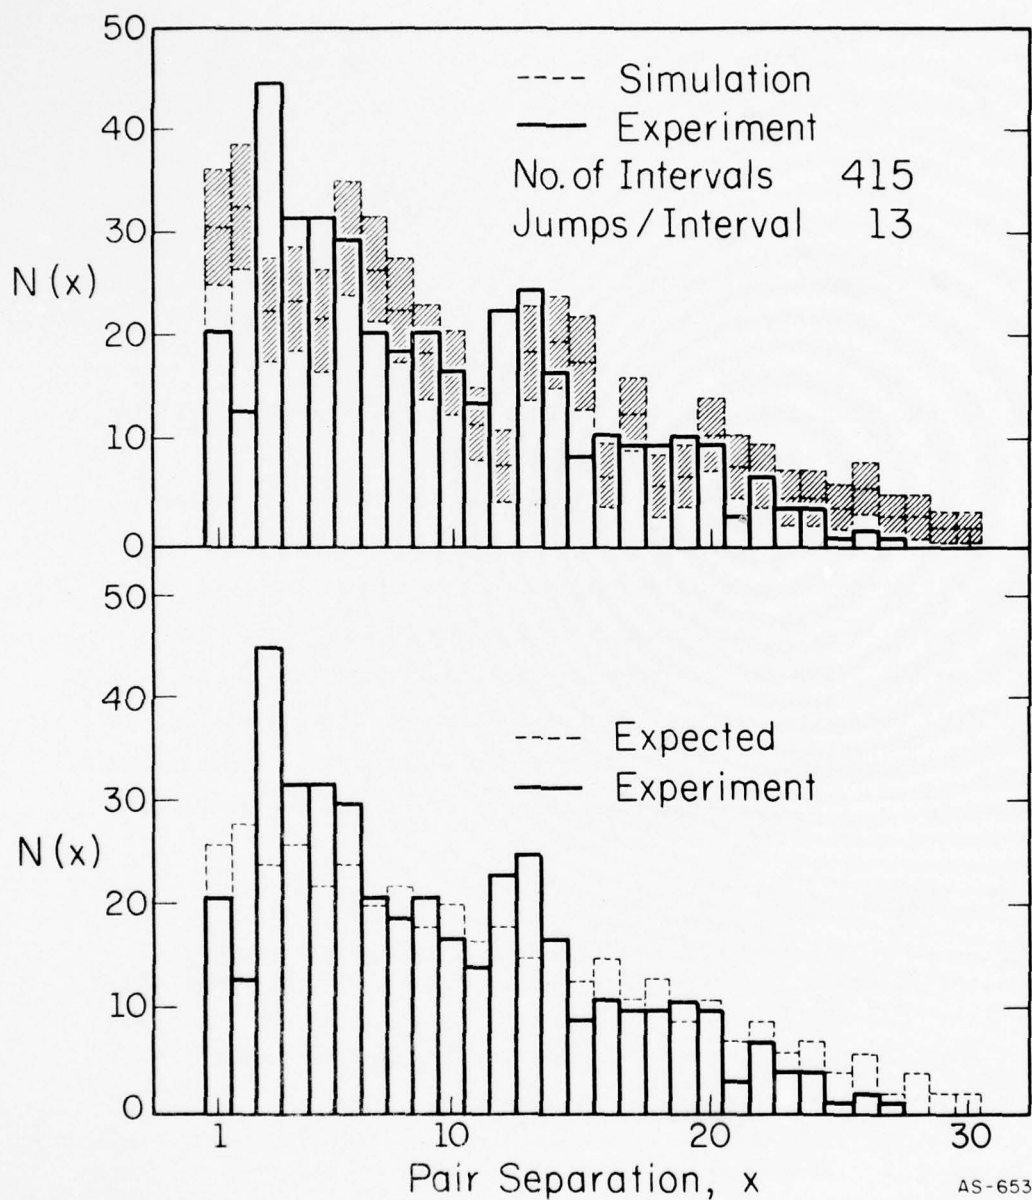 50
40
30
20
10
0
N (x)
Simulation
Experiment
No. of Intervals 415
Jumps / Interval 13
50
40
30
20
10
0
N (x)
Expected
Experiment
1 10 20 30
Pair Separation, x
AS-653